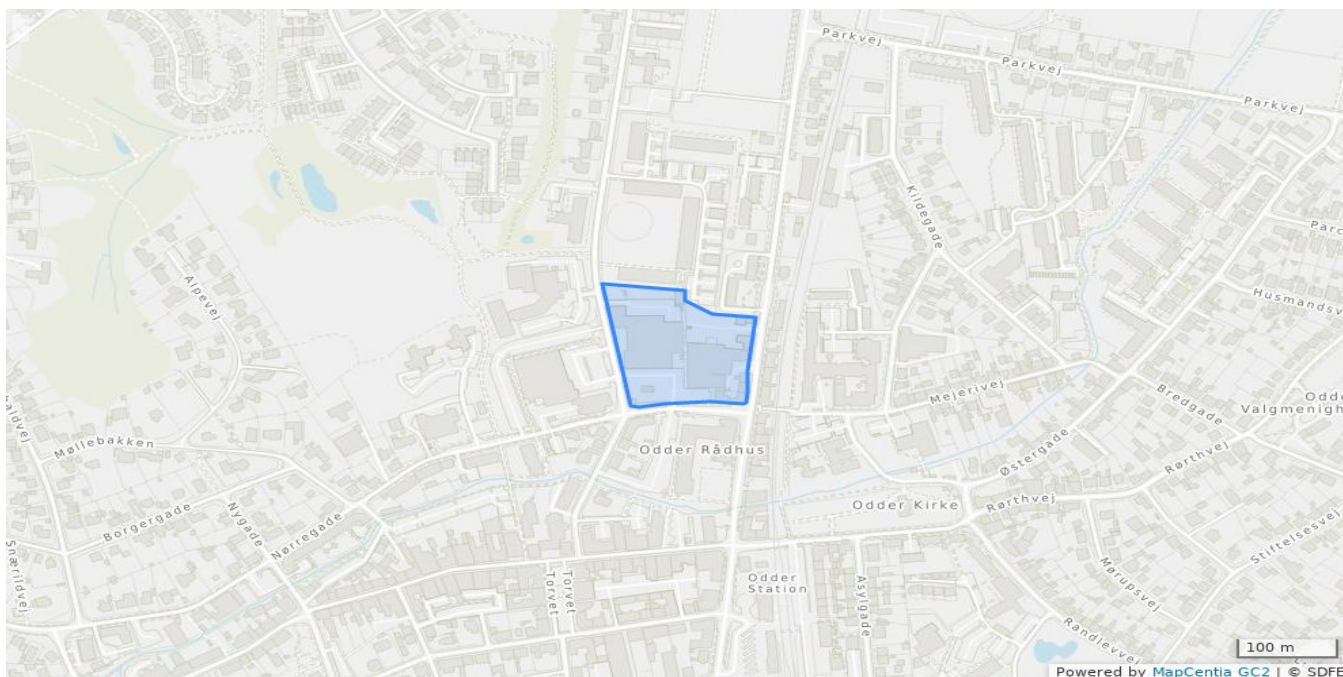 Parkvej
Parkvej
Parkvej
Kildegade
Parc
Husmandsv
Alpevej
Mejerivej
Bredgade
Odde
Valgmenigh
kaldvej
Møllebakken
Odder Rådhus
Østergade
Rørthvej
Borgergade
Nygade
Nørregade
Odder Kirke
Rørthvej
Snærildvej
Mørupsvej
Stiftelsesvej
Torvet
Torvet
Odder
Station
Asylgade
Randlevvej
100 m
Powered by MapCentia GC2 | © SDFE